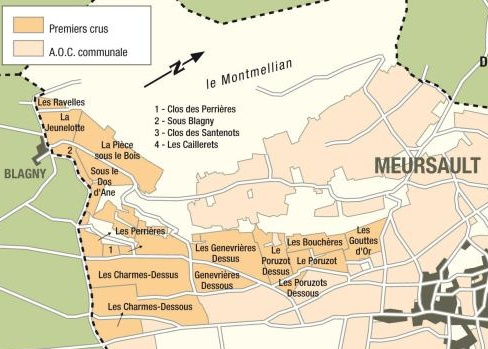 Premiers crus
A.O.C. communale
N
le Montmellian
D
1 - Clos des Perrières
2 - Sous Blagny
3 - Clos des Santenots
4 - Les Caillerets
Les Ravelles
La
Jeunelotte
La Pièce
sous le Bois
2
BLAGNY
Sous le
Dos
d'Ane
MEURSAULT
Les Perrières
1
Les Genevrières
Dessus
Le
Poruzot
Dessus
Les Bouchères
Le Poruzot
Les
Gouttes
d'Or
Les Charmes-Dessus
Genevrières
Dessous
Les Poruzots
Dessous
Les Charmes-Dessous